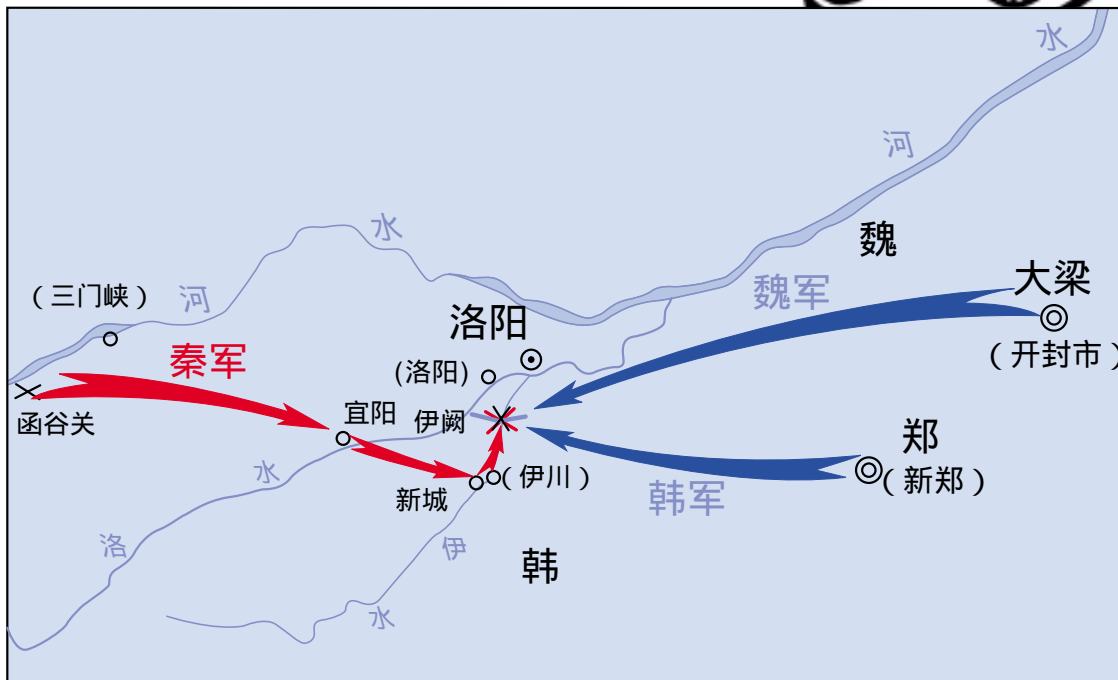 水
河
魏
水
大梁
魏军
(三门峡)
河
洛阳
(开封市)
秦军
(洛阳)
函谷关
宜阳
伊阙
郑
水
(伊川)
(新郑)
新城
韩军
洛
伊
韩
水